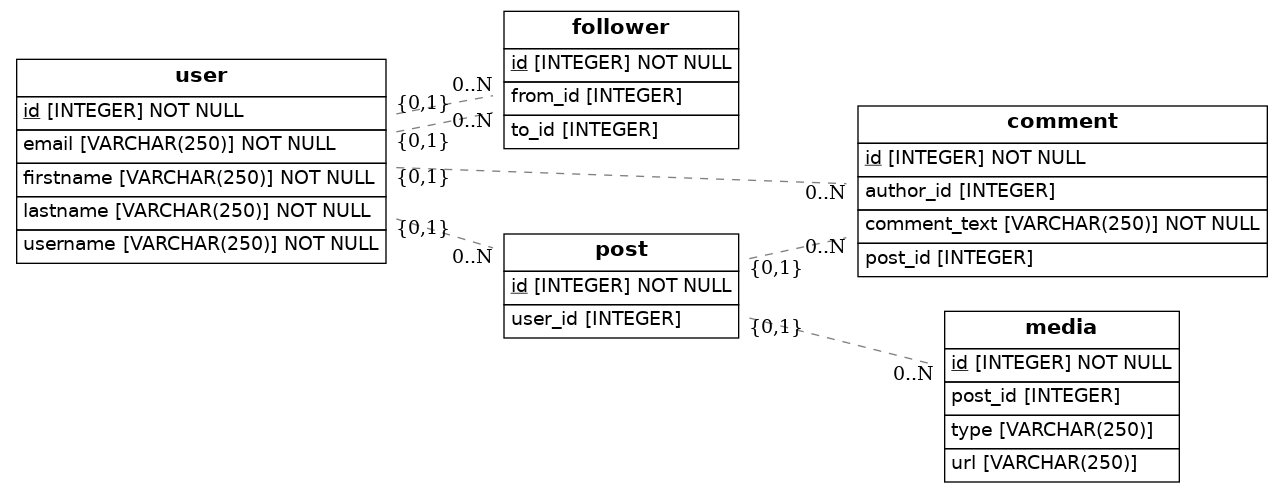 user
id [INTEGER] NOT NULL
email [VARCHAR(250)] NOT NULL
firstname [VARCHAR(250)] NOT NULL
lastname [VARCHAR(250)] NOT NULL
username [VARCHAR(250)] NOT NULL
{0,1}
{0,1}
{0,1}
{0,1}
0..N
0..N
0..N
follower
id [INTEGER] NOT NULL
from_id [INTEGER]
to_id [INTEGER]
post
id [INTEGER] NOT NULL
user_id [INTEGER]
{0,1}
{0,1}
0..N
0..N
0..N
comment
id [INTEGER] NOT NULL
author_id [INTEGER]
comment_text [VARCHAR(250)] NOT NULL
post_id [INTEGER]
media
id [INTEGER] NOT NULL
post_id [INTEGER]
type [VARCHAR(250)]
url [VARCHAR(250)]